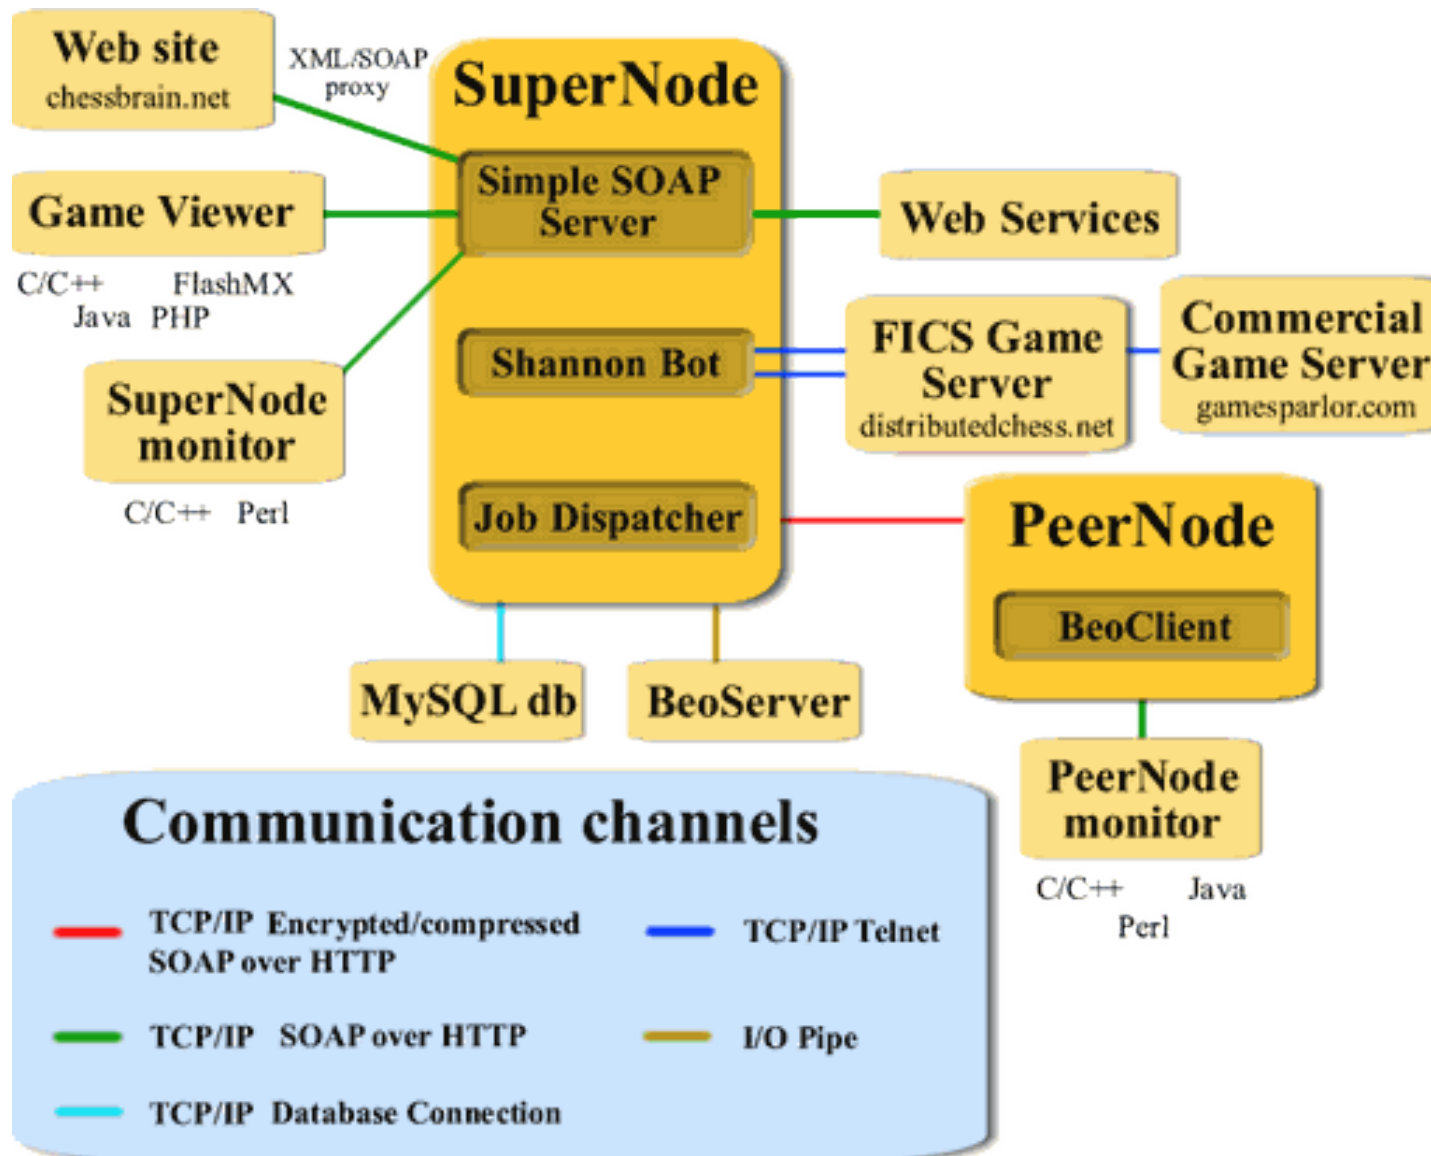 Web site
chessbrain.net
XML/SOAP
proxy
SuperNode
Simple SOAP
Server
Game Viewer
C/C++ FlashMX
Java PHP
Web Services
SuperNode
monitor
C/C++ Perl
Shannon Bot
FICS Game
Server
distributedchess.net
Commercial
Game Server
gamesparlor.com
Job Dispatcher
PeerNode
BeoClient
MySQL db
BeoServer
PeerNode
monitor
C/C++ Java
Perl
Communication channels
TCP/IP Encrypted/compressed
SOAP over HTTP
TCP/IP Telnet
TCP/IP SOAP over HTTP
I/O Pipe
TCP/IP Database Connection